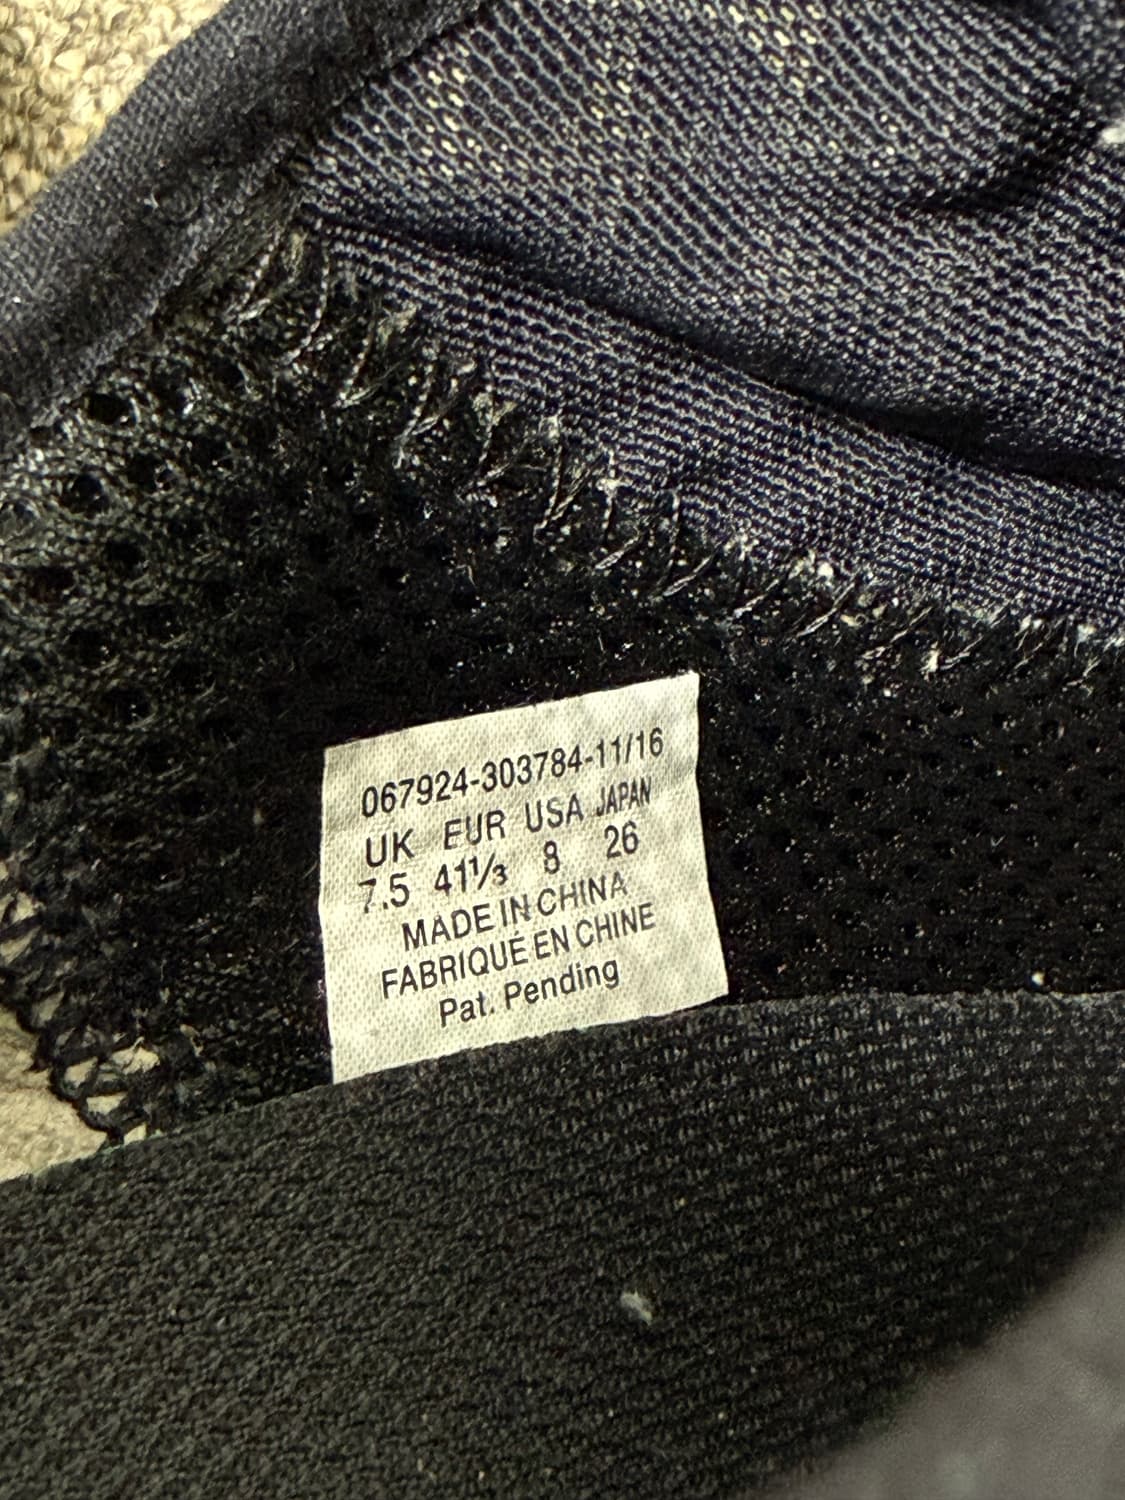 067924-303784-11/16
UK EUR USA JAPAN
7.5 41⅓ 8 26
MADE IN CHINA
FABRIQUÉ EN CHINE
Pat. Pending